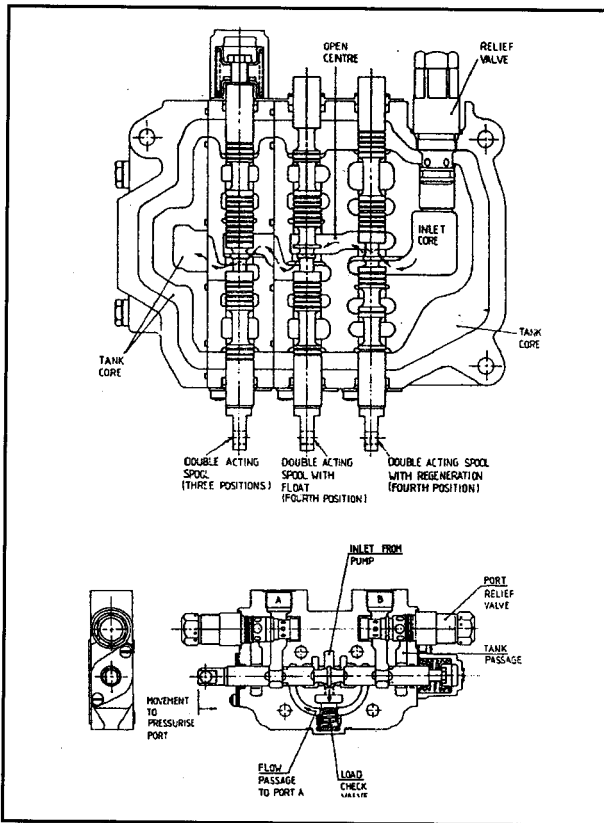 OPEN
CENTRE
RELIEF
VALVE
INLET
CORE
TANK
CORE
TANK
CORE
DOUBLE ACTING
SPOOL
(THREE POSITIONS)
DOUBLE ACTING
SPOOL WITH
FLOAT
(FOURTH POSITION)
DOUBLE ACTING SPOOL
WITH REGENERATION
(FOURTH POSITION)
INLET FROM
PUMP
A
B
PORT
RELIEF
VALVE
TANK
PASSAGE
MOVEMENT
TO
PRESSURISE
PORT
FLOW
PASSAGE
TO PORT A
LOAD
CHECK
VALVE